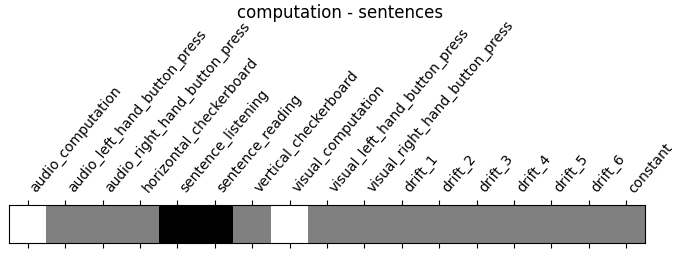 computation - sentences
audio_computation
audio_left_hand_button_press
audio_right_hand_button_press
horizontal_checkerboard
sentence_listening
sentence_reading
vertical_checkerboard
visual_computation
visual_left_hand_button_press
visual_right_hand_button_press
drift_1
drift_2
drift_3
drift_4
drift_5
drift_6
constant